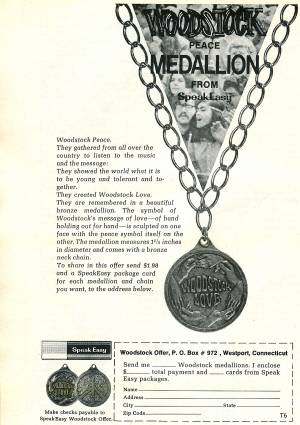 WOODSTOCK
PEACE
MEDALLION
FROM
SpeakEasy
Woodstock Peace.
They gathered from all over the
country to listen to the music
and the message:
They showed the world what it is
to be young and tolerant and to-
gether.
They created Woodstock Love.
They are remembered in a beautiful
bronze medallion. The symbol of
Woodstock's message of love—of hand
holding out for hand—is sculpted on one
face with the peace symbol itself on the
other. The medallion measures 1½ inches
in diameter and comes with a bronze
neck chain.
To share in this offer send $1.98
and a SpeakEasy package card
for each medallion and chain
you want, to the address below.
WOODSTOCK
LOVE
Speak Easy
Make checks payable to
SpeakEasy Woodstock Offer.
Woodstock Offer, P. O. Box # 972 , Westport, Connecticut
Send me ______ Woodstock medallions. I enclose
$______ total payment and ______ cards from Speak
Easy packages.
Name
Address
City State
Zip Code
T6